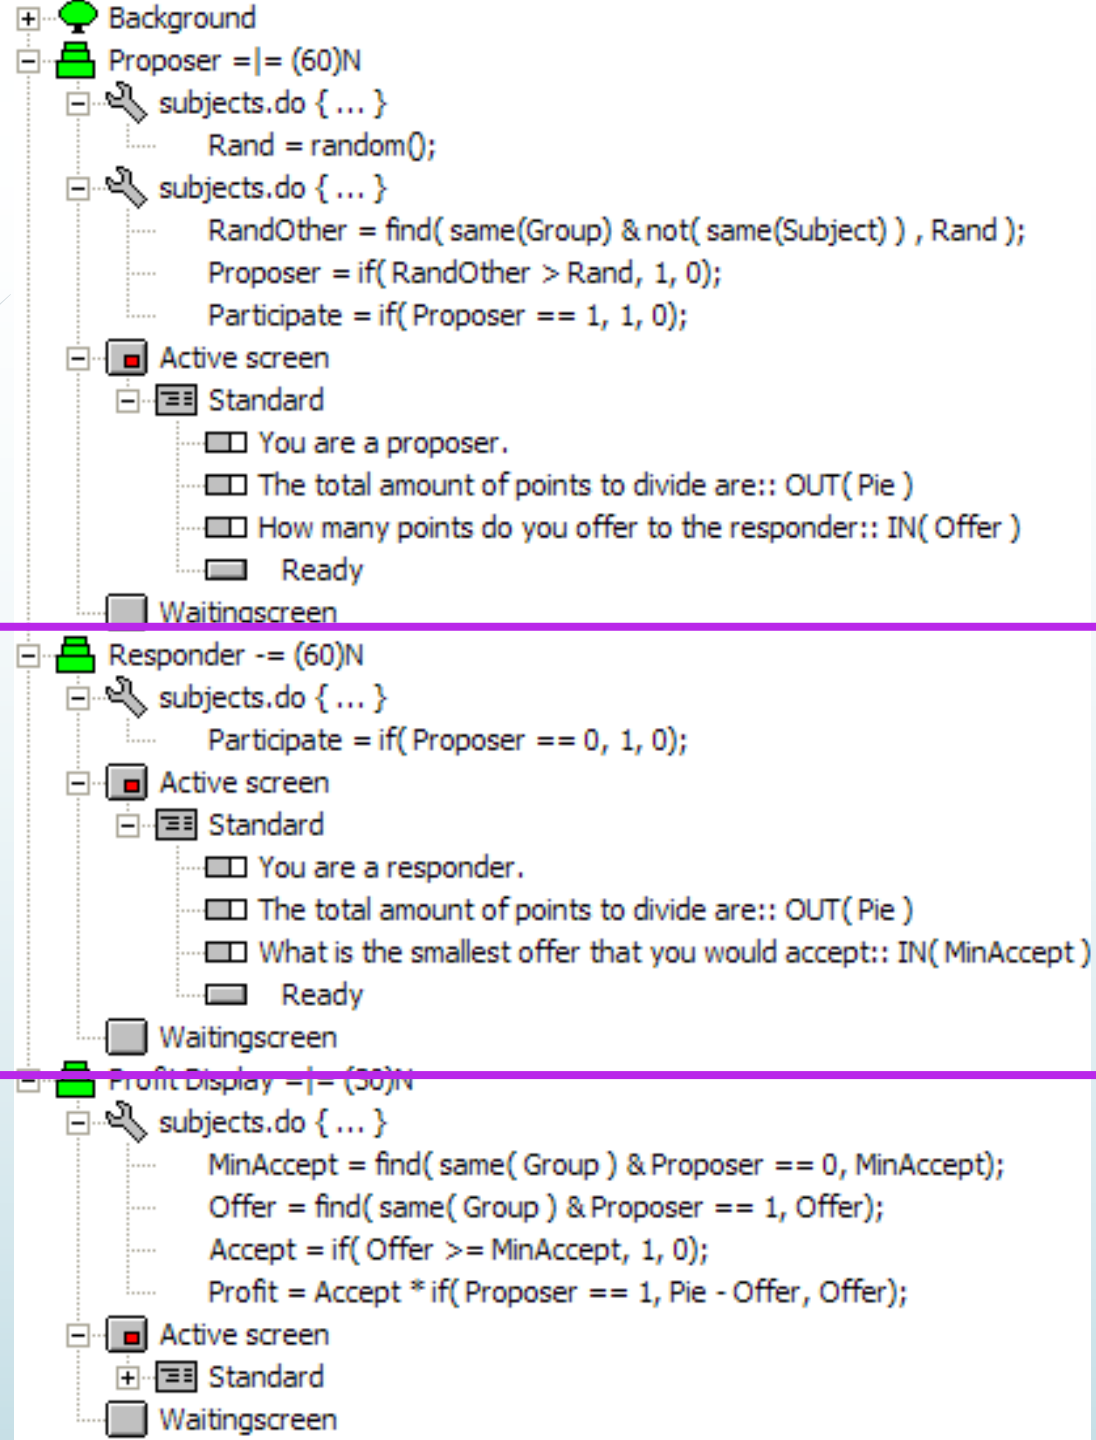 Background
Proposer =|= (60)N
subjects.do { ... }
Rand = random();
subjects.do { ... }
RandOther = find( same(Group) & not( same(Subject) ) , Rand );
Proposer = if( RandOther > Rand, 1, 0);
Participate = if( Proposer == 1, 1, 0);
Active screen
Standard
You are a proposer.
The total amount of points to divide are:: OUT( Pie )
How many points do you offer to the responder:: IN( Offer )
Ready
Waitingscreen
Responder -= (60)N
subjects.do { ... }
Participate = if( Proposer == 0, 1, 0);
Active screen
Standard
You are a responder.
The total amount of points to divide are:: OUT( Pie )
What is the smallest offer that you would accept:: IN( MinAccept )
Ready
Waitingscreen
Profit Display =|= (30)N
subjects.do { ... }
MinAccept = find( same( Group ) & Proposer == 0, MinAccept);
Offer = find( same( Group ) & Proposer == 1, Offer);
Accept = if( Offer >= MinAccept, 1, 0);
Profit = Accept * if( Proposer == 1, Pie - Offer, Offer);
Active screen
Standard
Waitingscreen